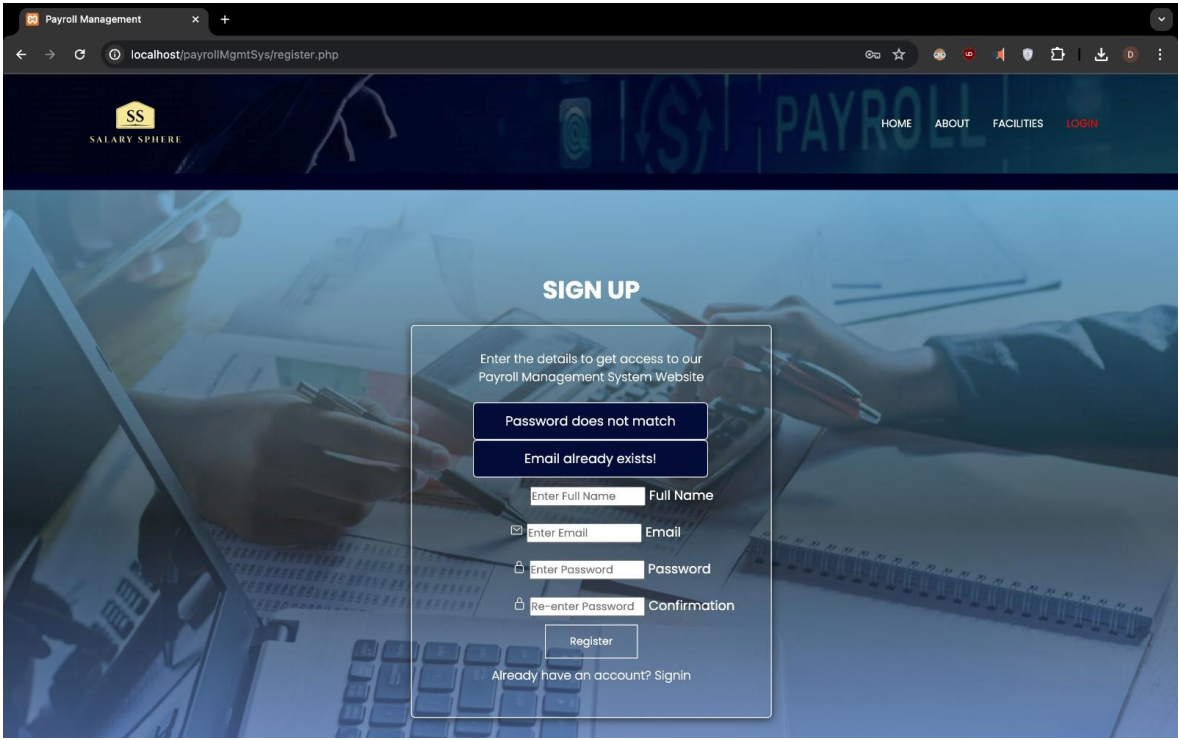 Payroll Management
localhost/payrollMgmtSys/register.php
D
SS
SALARY SPHERE
PAYROLL
HOME ABOUT FACILITIES LOGIN
SIGN UP
Enter the details to get access to our
Payroll Management System Website
Password does not match
Email already exists!
Enter Full Name Full Name
Enter Email Email
Enter Password Password
Re-enter Password Confirmation
Register
Already have an account? Signin